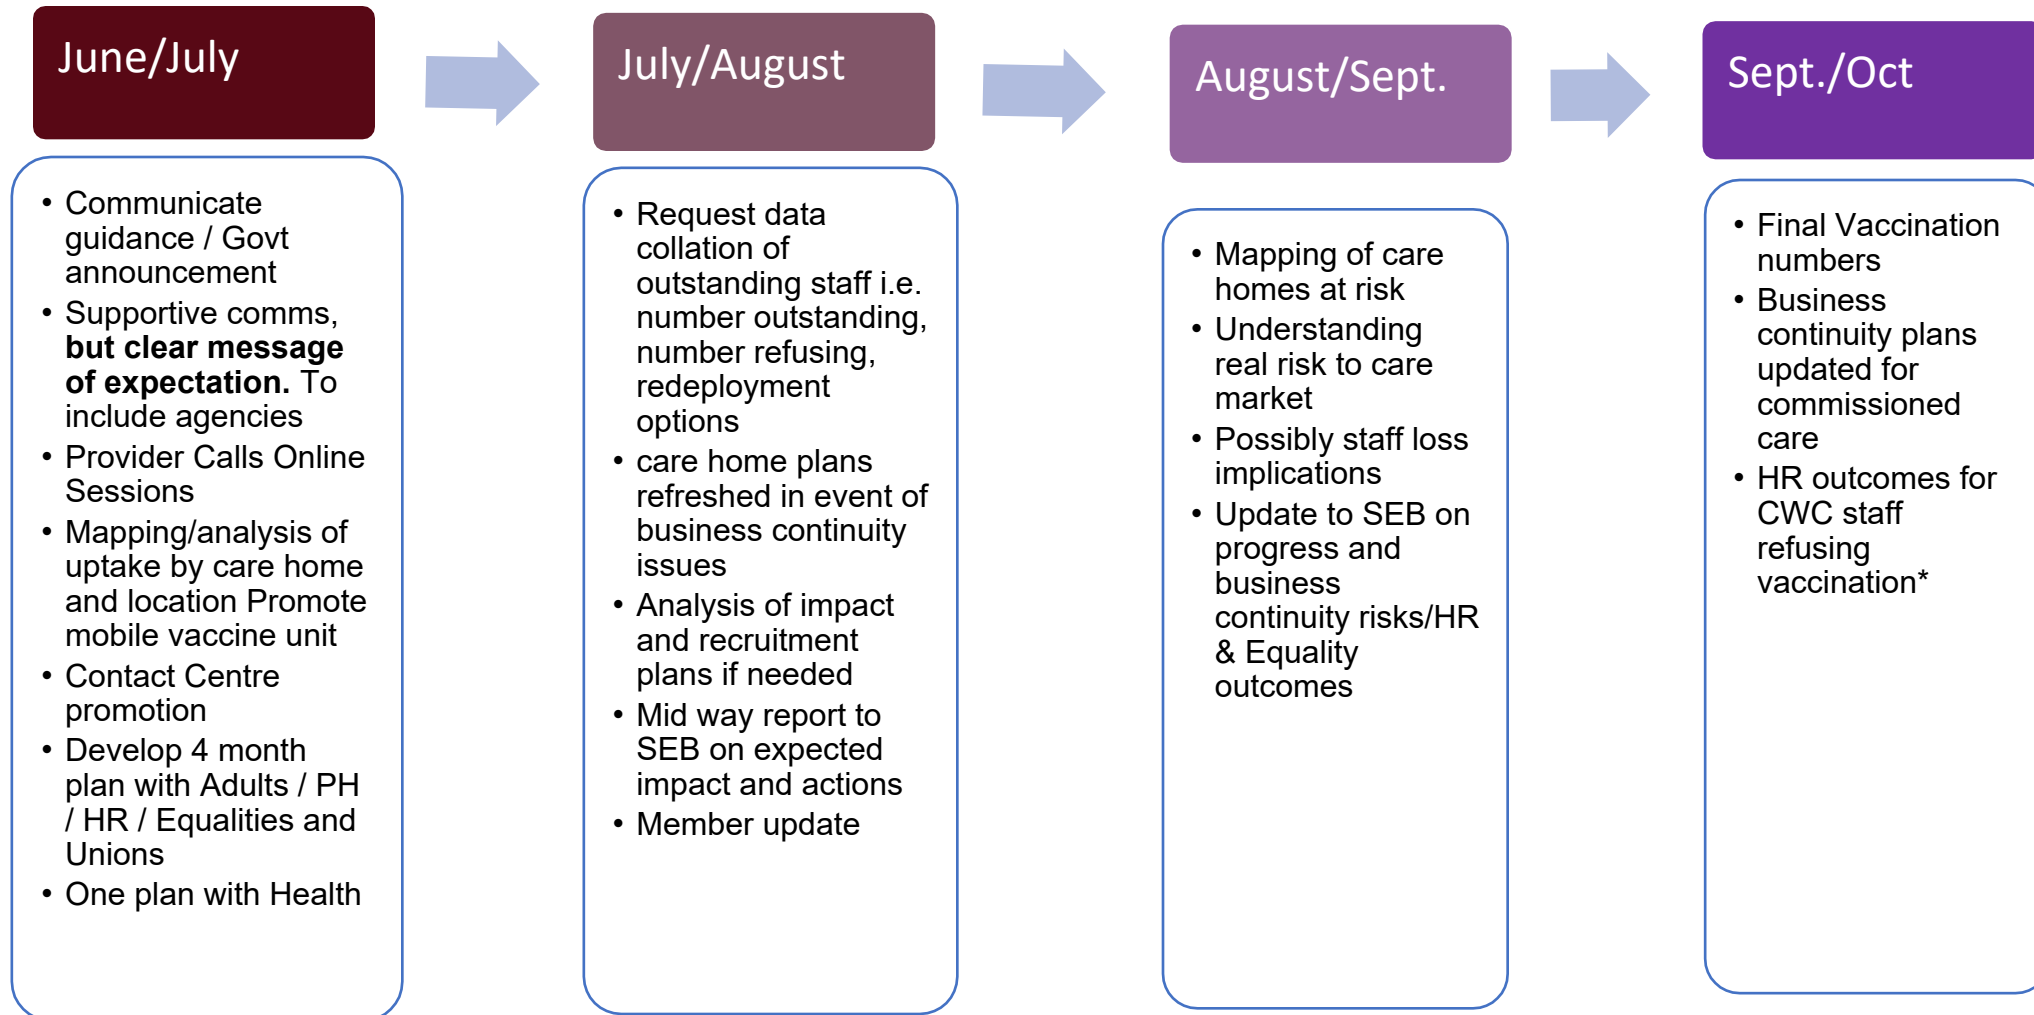 June/July
• Communicate
guidance / Govt
announcement
• Supportive comms,
but clear message
of expectation. To
include agencies
• Provider Calls Online
Sessions
• Mapping/analysis of
uptake by care home
and location Promote
mobile vaccine unit
• Contact Centre
promotion
• Develop 4 month
plan with Adults / PH
/ HR / Equalities and
Unions
• One plan with Health
July/August
• Request data
collation of
outstanding staff i.e.
number outstanding,
number refusing,
redeployment
options
• care home plans
refreshed in event of
business continuity
issues
• Analysis of impact
and recruitment
plans if needed
• Mid way report to
SEB on expected
impact and actions
• Member update
August/Sept.
• Mapping of care
homes at risk
• Understanding
real risk to care
market
• Possibly staff loss
implications
• Update to SEB on
progress and
business
continuity risks/HR
& Equality
outcomes
Sept./Oct
• Final Vaccination
numbers
• Business
continuity plans
updated for
commissioned
care
• HR outcomes for
CWC staff
refusing
vaccination*